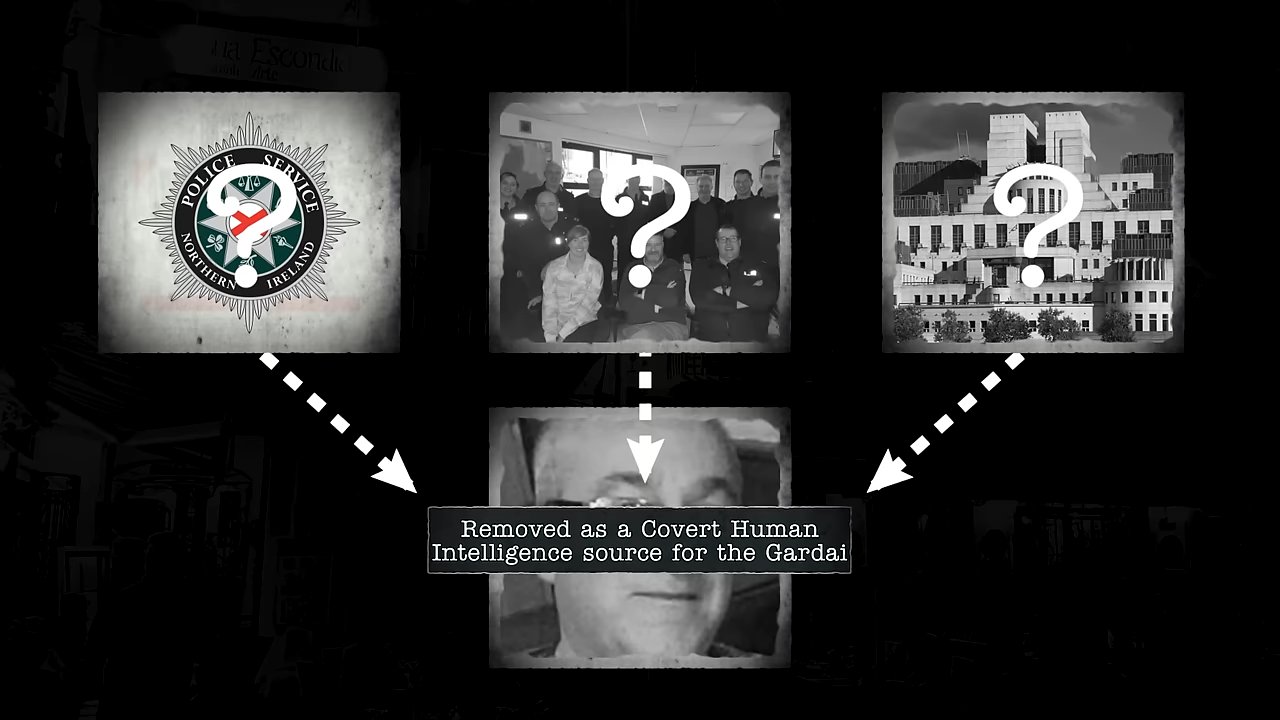 POLICE SERVICE
NORTHERN IRELAND
?
?
?
Removed as a Covert Human
Intelligence source for the Gardai